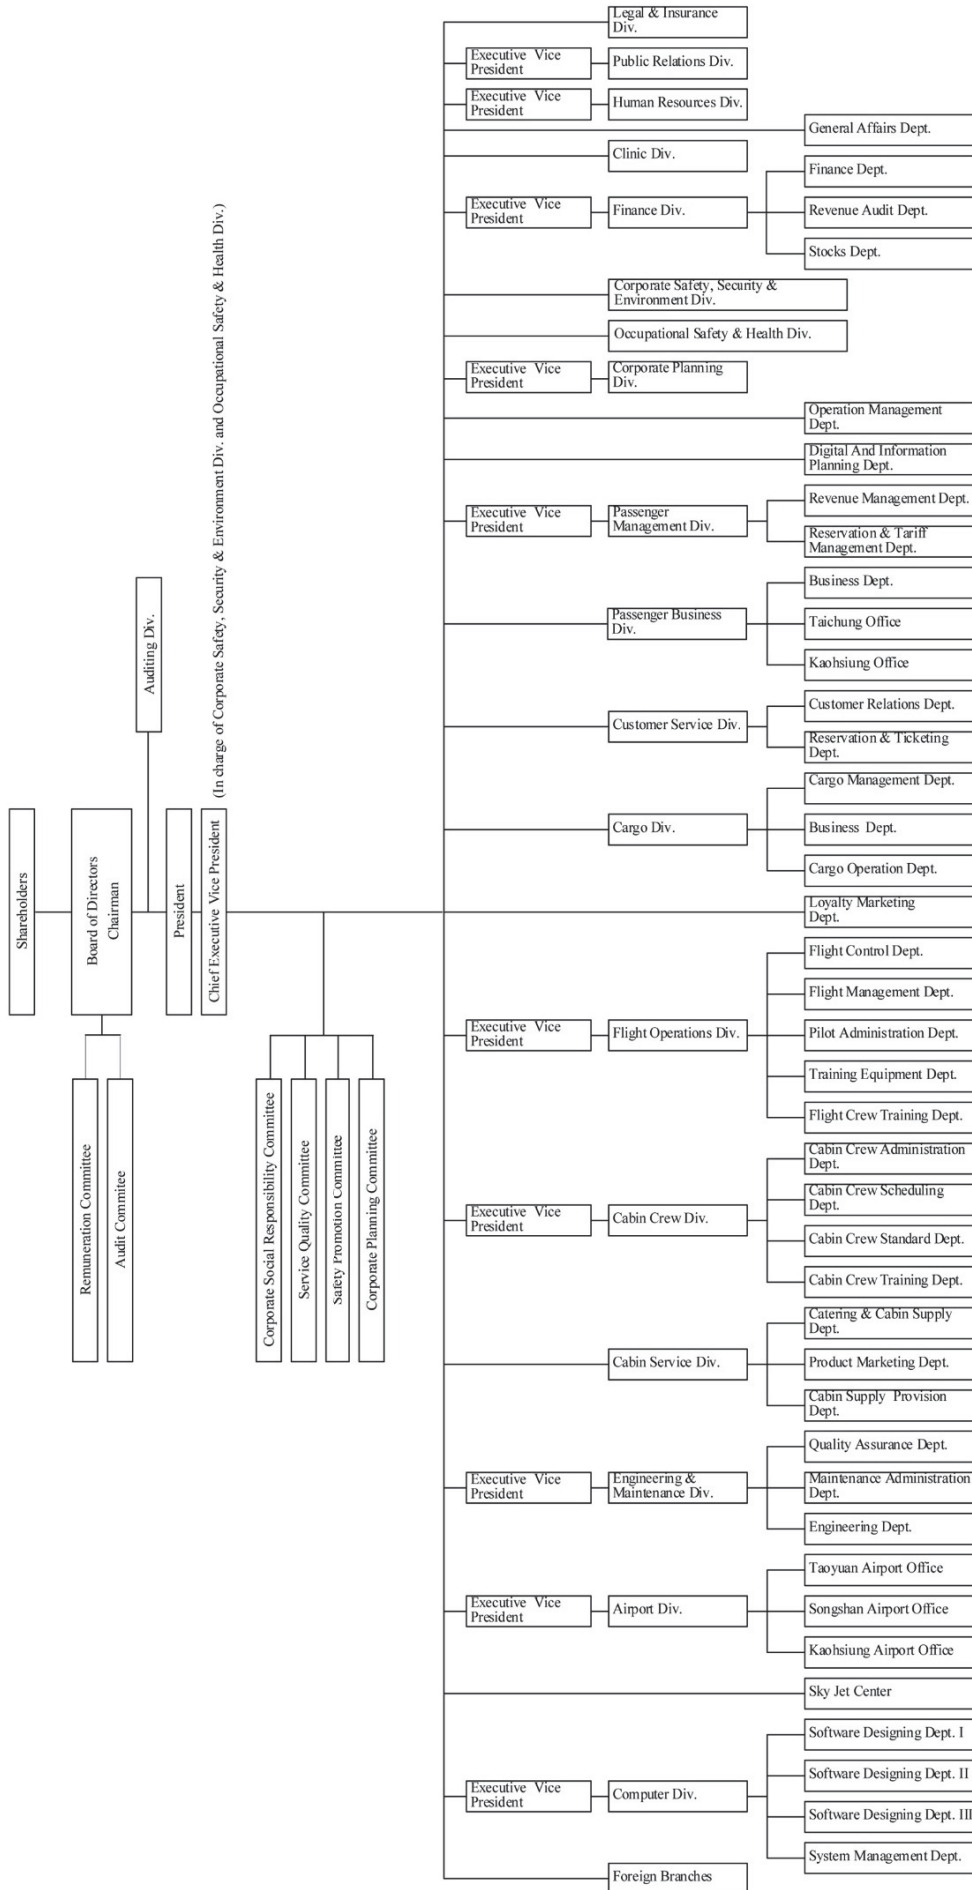 Shareholders
Board of Directors
Chairman
Auditing Div.
President
Chief Executive Vice President
(In charge of Corporate Safety, Security & Environment Div. and Occupational Safety & Health Div.)
Remuneration Committee
Audit Commitee
Corporate Social Responsibility Committee
Service Quality Committee
Safety Promotion Committee
Corporate Planning Committee
Legal & Insurance
Div.
Executive Vice
President
Public Relations Div.
Executive Vice
President
Human Resources Div.
General Affairs Dept.
Clinic Div.
Executive Vice
President
Finance Div.
Finance Dept.
Revenue Audit Dept.
Stocks Dept.
Corporate Safety, Security &
Environment Div.
Occupational Safety & Health Div.
Executive Vice
President
Corporate Planning
Div.
Operation Management
Dept.
Digital And Information
Planning Dept.
Executive Vice
President
Passenger
Management Div.
Revenue Management Dept.
Reservation & Tariff
Management Dept.
Passenger Business
Div.
Business Dept.
Taichung Office
Kaohsiung Office
Customer Service Div.
Customer Relations Dept.
Reservation & Ticketing
Dept.
Cargo Div.
Cargo Management Dept.
Business Dept.
Cargo Operation Dept.
Loyalty Marketing
Dept.
Executive Vice
President
Flight Operations Div.
Flight Control Dept.
Flight Management Dept.
Pilot Administration Dept.
Training Equipment Dept.
Flight Crew Training Dept.
Executive Vice
President
Cabin Crew Div.
Cabin Crew Administration
Dept.
Cabin Crew Scheduling
Dept.
Cabin Crew Standard Dept.
Cabin Crew Training Dept.
Cabin Service Div.
Catering & Cabin Supply
Dept.
Product Marketing Dept.
Cabin Supply Provision
Dept.
Executive Vice
President
Engineering &
Maintenance Div.
Quality Assurance Dept.
Maintenance Administration
Dept.
Engineering Dept.
Executive Vice
President
Airport Div.
Taoyuan Airport Office
Songshan Airport Office
Kaohsiung Airport Office
Sky Jet Center
Executive Vice
President
Computer Div.
Software Designing Dept. I
Software Designing Dept. II
Software Designing Dept. III
System Management Dept.
Foreign Branches